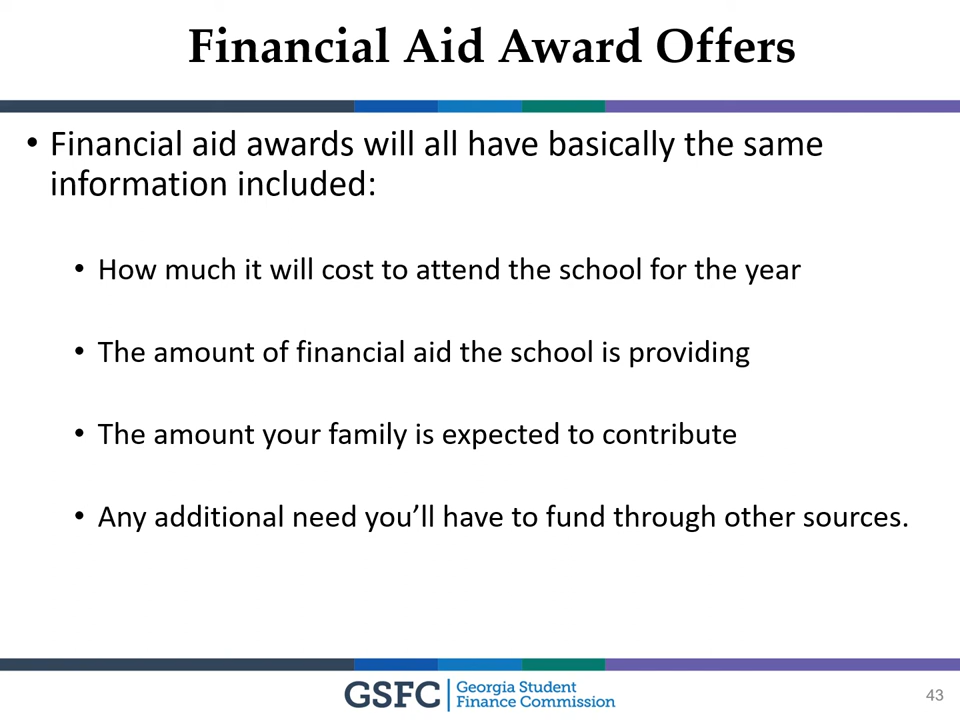 Financial Aid Award Offers
• Financial aid awards will all have basically the same
information included:
• How much it will cost to attend the school for the year
• The amount of financial aid the school is providing
• The amount your family is expected to contribute
• Any additional need you’ll have to fund through other sources.
GSFC Georgia Student
Finance Commission
43